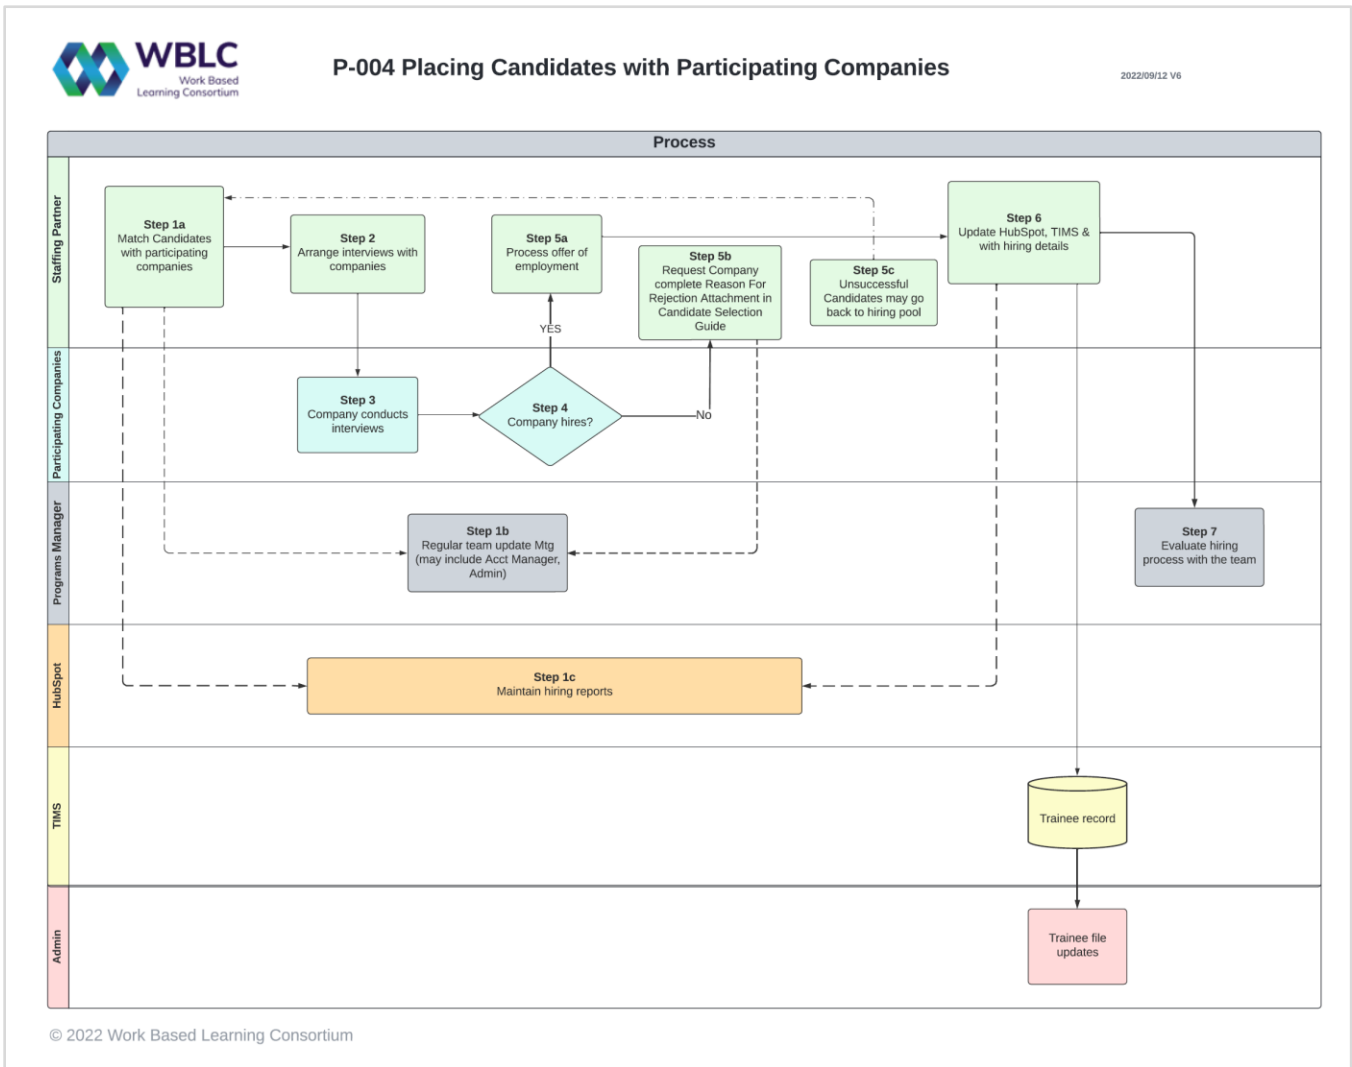 WBLC
Work Based
Learning Consortium
P-004 Placing Candidates with Participating Companies
2022/09/12 V6
Process
Staffing Partner
Step 1a
Match Candidates
with participating
companies
Step 2
Arrange interviews with
companies
Step 5a
Process offer of
employment
Step 5b
Request Company
complete Reason For
Rejection Attachment in
Candidate Selection
Guide
Step 5c
Unsuccessful
Candidates may go
back to hiring pool
Step 6
Update HubSpot, TIMS &
with hiring details
YES
Participating Companies
Step 3
Company conducts
interviews
Step 4
Company hires?
No
Programs Manager
Step 1b
Regular team update Mtg
(may include Acct Manager,
Admin)
Step 7
Evaluate hiring
process with the team
HubSpot
Step 1c
Maintain hiring reports
TIMS
Trainee record
Admin
Trainee file
updates
© 2022 Work Based Learning Consortium